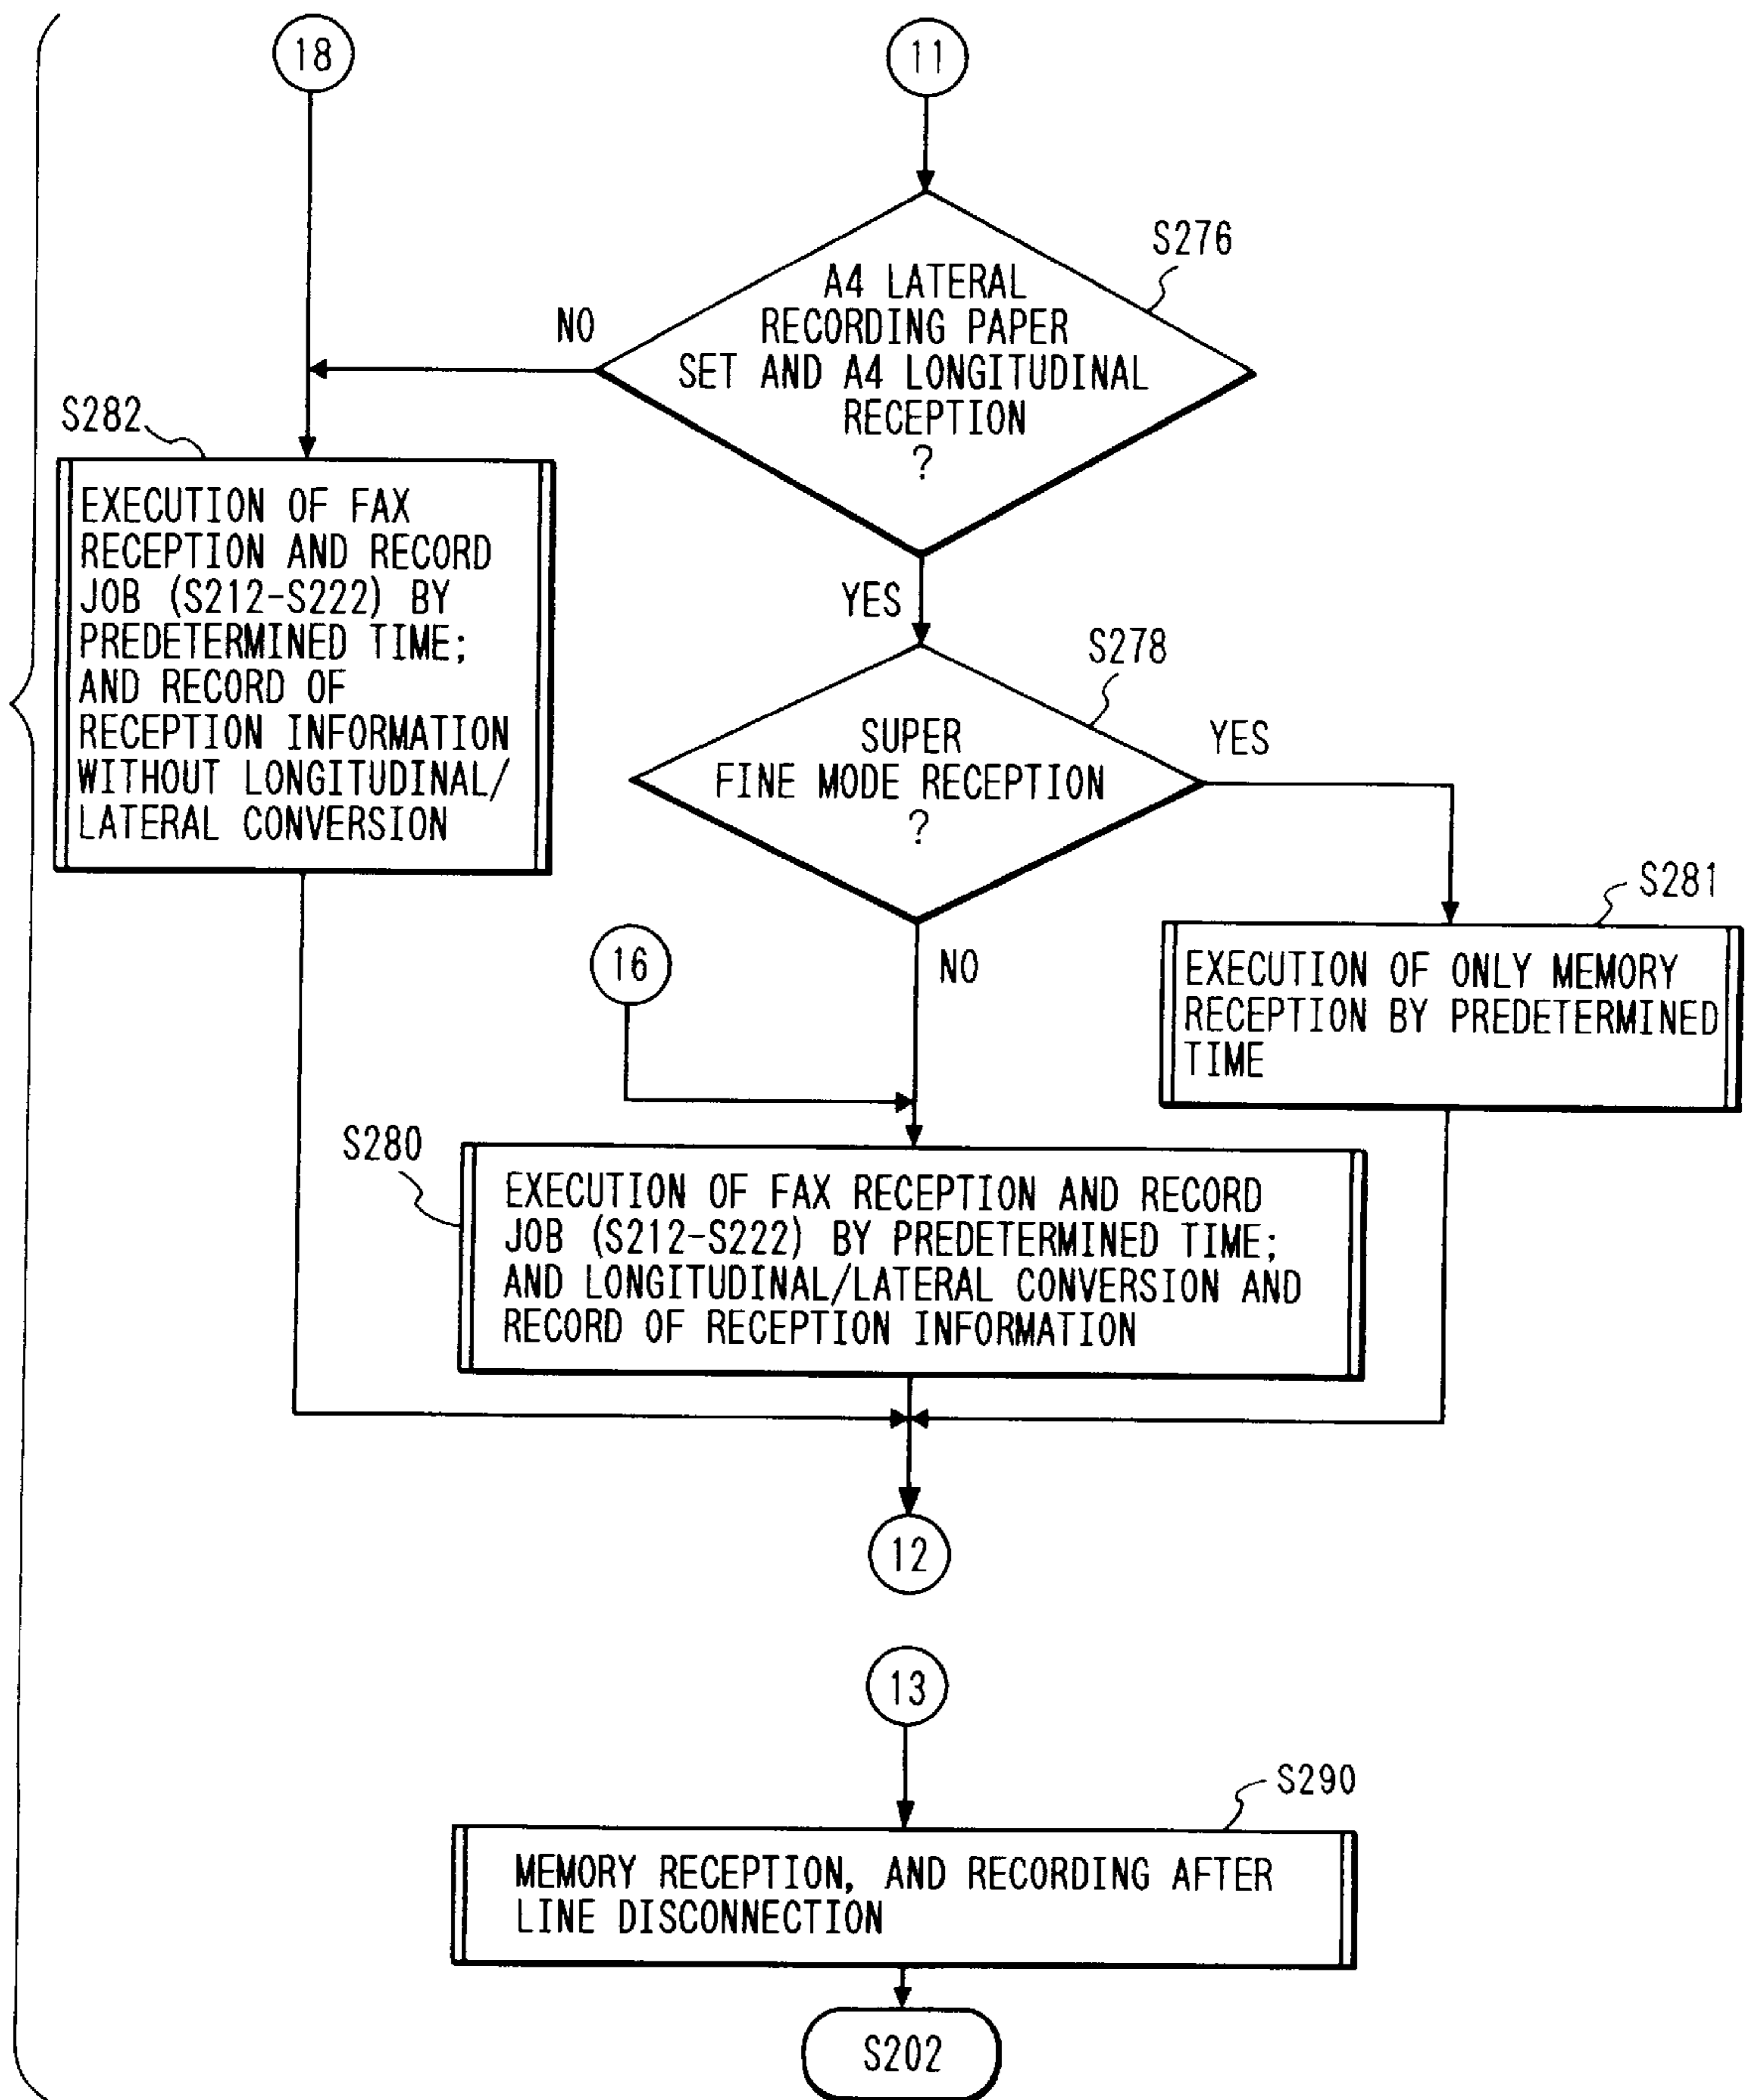 18
11
S276
A4 LATERAL
RECORDING PAPER
SET AND A4 LONGITUDINAL
RECEPTION
?
NO
S282
EXECUTION OF FAX
RECEPTION AND RECORD
JOB (S212-S222) BY
PREDETERMINED TIME;
AND RECORD OF
RECEPTION INFORMATION
WITHOUT LONGITUDINAL/
LATERAL CONVERSION
YES
S278
SUPER
FINE MODE RECEPTION
?
YES
S281
16
NO
EXECUTION OF ONLY MEMORY
RECEPTION BY PREDETERMINED
TIME
S280
EXECUTION OF FAX RECEPTION AND RECORD
JOB (S212-S222) BY PREDETERMINED TIME;
AND LONGITUDINAL/LATERAL CONVERSION AND
RECORD OF RECEPTION INFORMATION
12
13
S290
MEMORY RECEPTION, AND RECORDING AFTER
LINE DISCONNECTION
S202